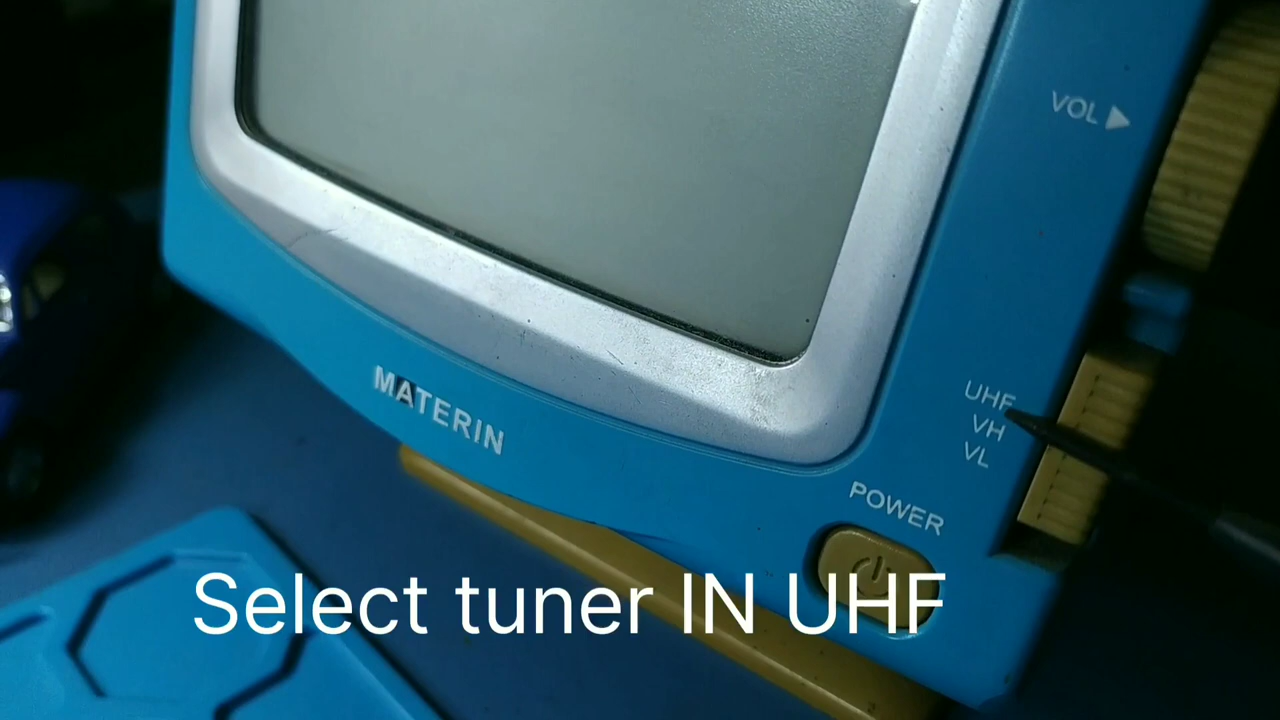 VOL
UHF
VH
VL
MATERIN
POWER
Select tuner IN UHF